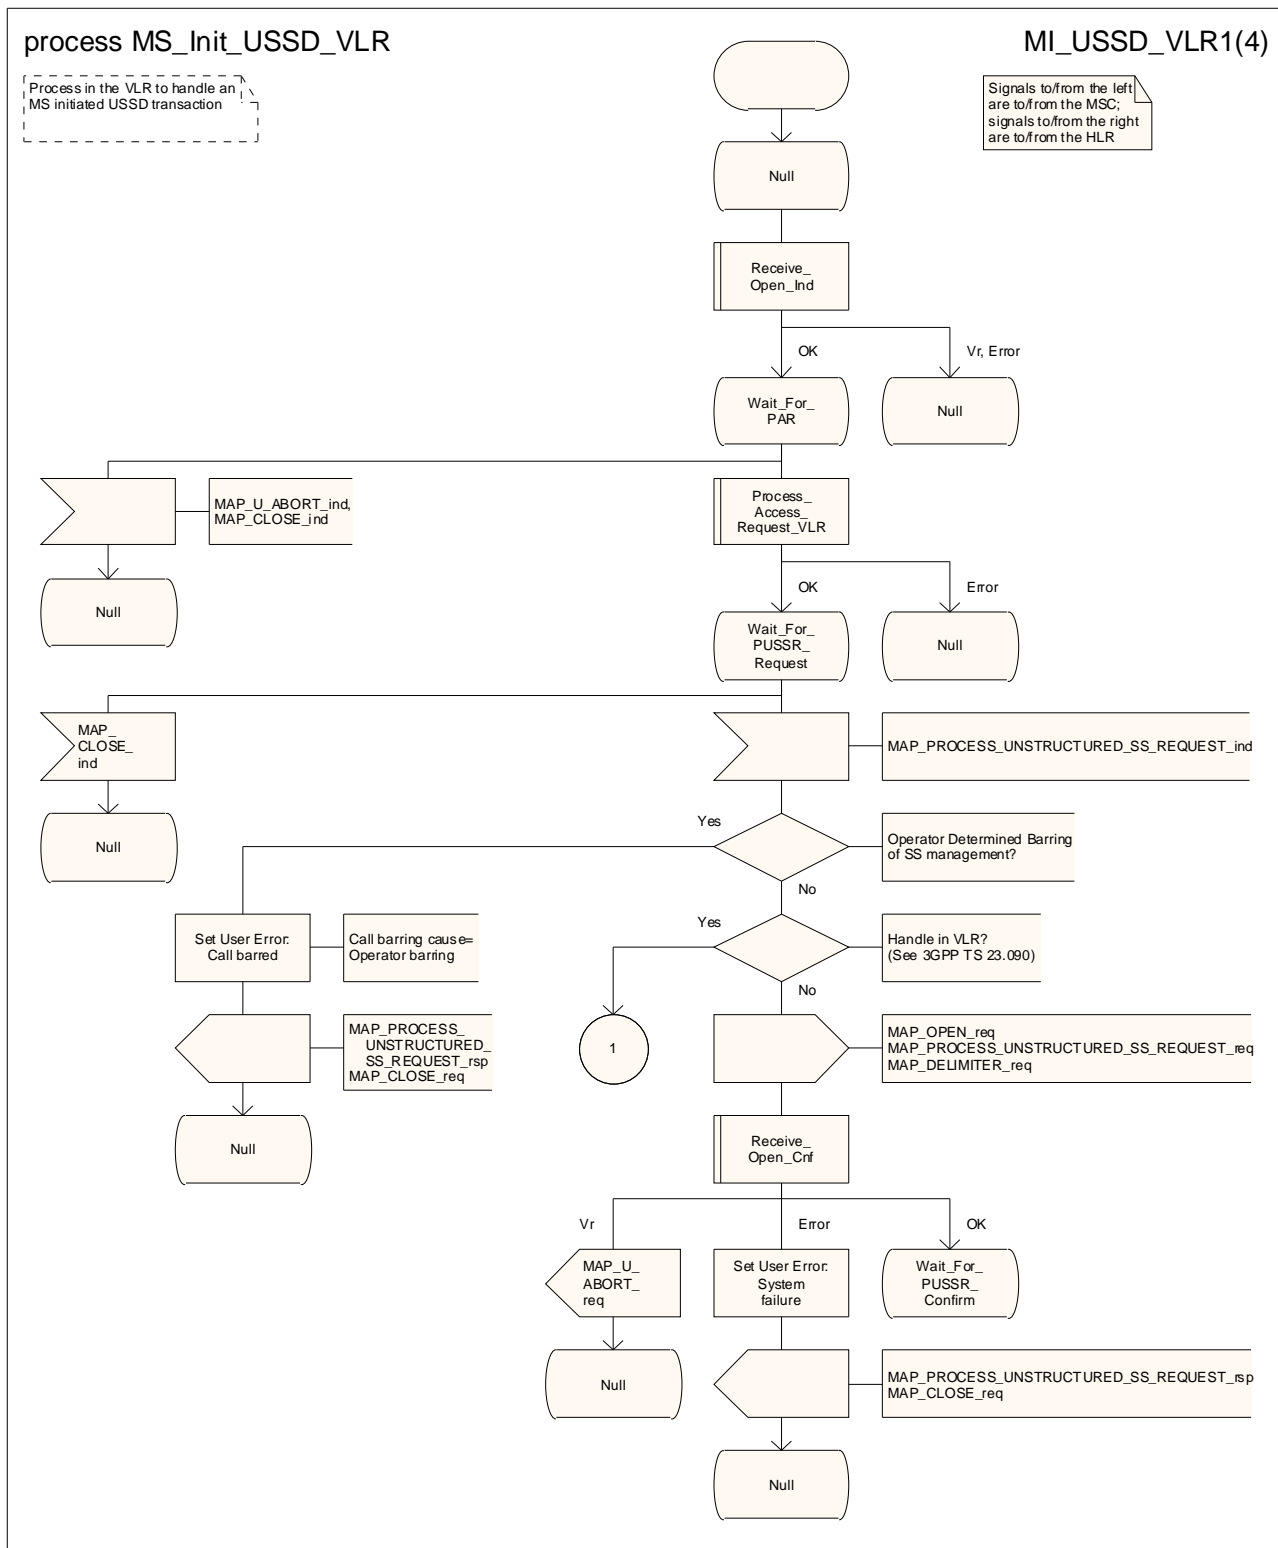 process MS_Init_USSD_VLR
MI_USSD_VLR1(4)
Process in the VLR to handle an
MS initiated USSD transaction
Signals to/from the left
are to/from the MSC;
signals to/from the right
are to/from the HLR
Null
Receive_
Open_Ind
OK
Vr, Error
Wait_For_
PAR
Null
MAP_U_ABORT_ind,
MAP_CLOSE_ind
Process_
Access_
Request_VLR
OK
Error
Null
Wait_For_
PUSSR_
Request
Null
MAP_
CLOSE_
ind
MAP_PROCESS_UNSTRUCTURED_SS_REQUEST_ind
Null
Yes
Operator Determined Barring
of SS management?
No
Set User Error:
Call barred
Call barring cause=
Operator barring
Yes
Handle in VLR?
(See 3GPP TS 23.090)
No
MAP_PROCESS_
UNSTRUCTURED_
SS_REQUEST_rsp
MAP_CLOSE_req
1
MAP_OPEN_req
MAP_PROCESS_UNSTRUCTURED_SS_REQUEST_req
MAP_DELIMITER_req
Null
Receive_
Open_Cnf
Vr
Error
OK
MAP_U_
ABORT_
req
Set User Error:
System
failure
Wait_For_
PUSSR_
Confirm
Null
MAP_PROCESS_UNSTRUCTURED_SS_REQUEST_rsp
MAP_CLOSE_req
Null